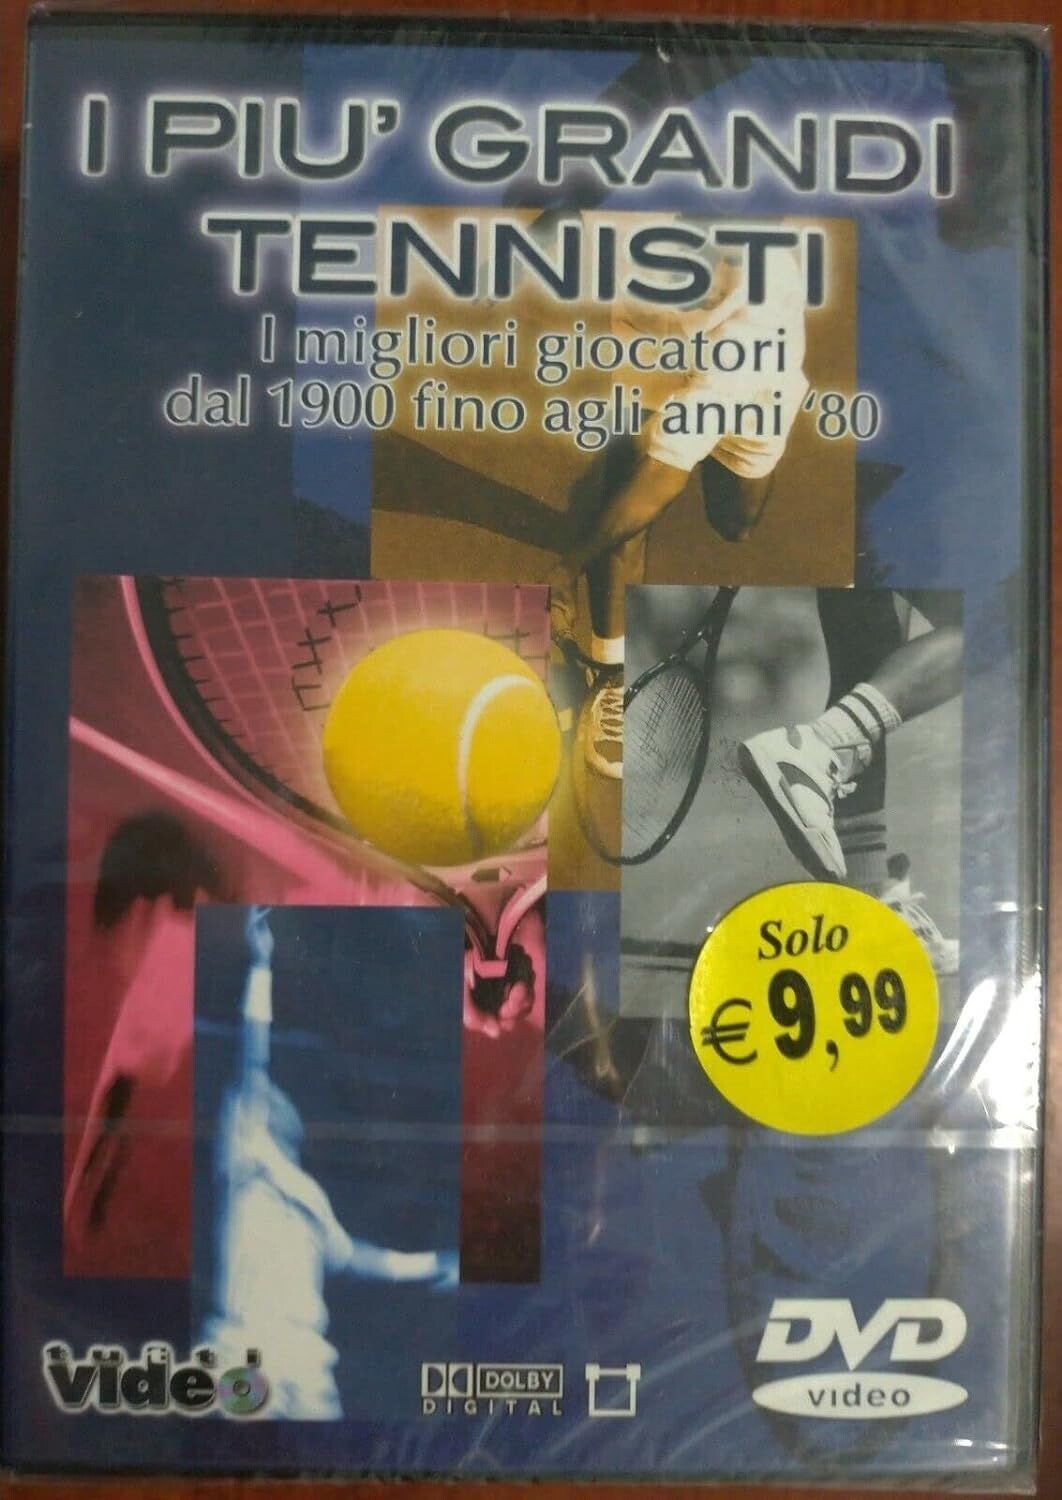 I PIU' GRANDI
TENNISTI
I migliori giocatori
dal 1900 fino agli anni '80
Solo
€ 9,99
tutti
video
DOLBY
DIGITAL
DVD
video